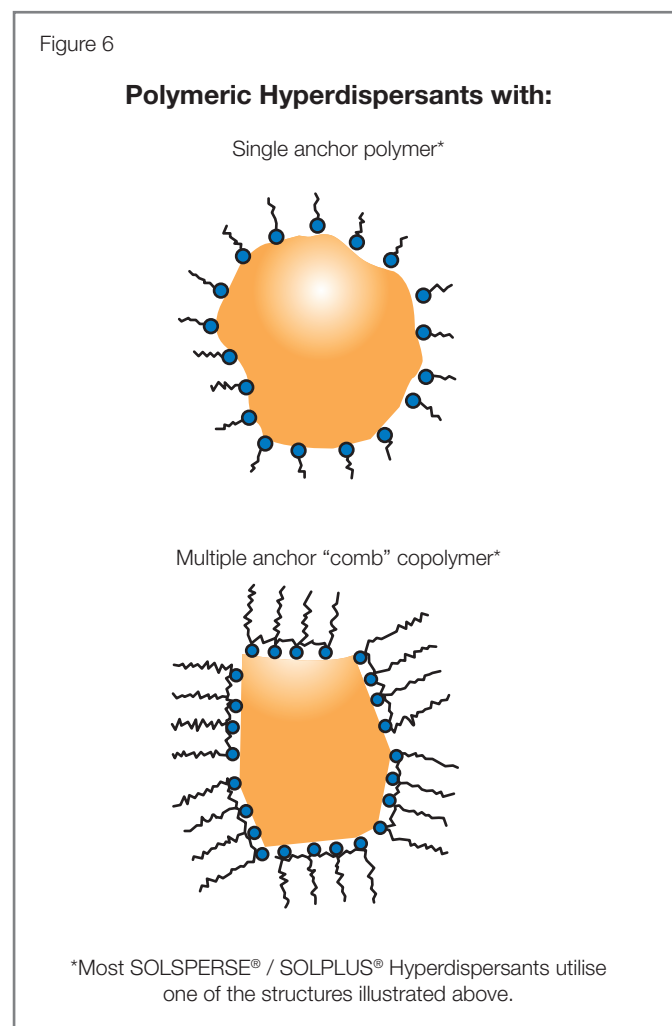 Figure 6
Polymeric Hyperdispersants with:
Single anchor polymer*
Multiple anchor “comb” copolymer*
*Most SOLSPERSE® / SOLPLUS® Hyperdispersants utilise
one of the structures illustrated above.